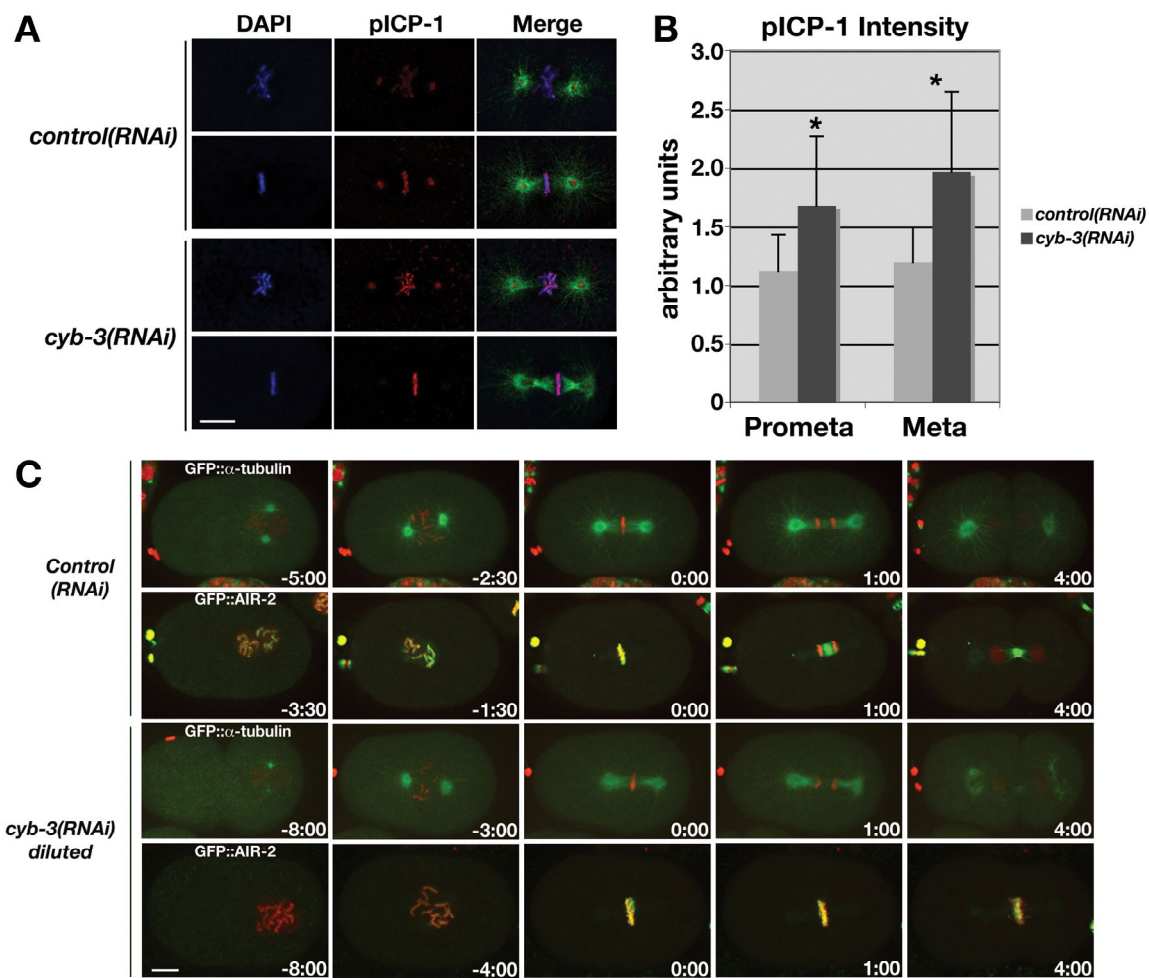 A
DAPI pICP-1 Merge
control(RNAi)
cyb-3(RNAi)
B
pICP-1 Intensity
arbitrary units
3.0
2.5
2.0
1.5
1.0
0.5
0
* *
Prometa Meta
control(RNAi)
cyb-3(RNAi)
C
Control
(RNAi)
GFP::α-tubulin
-5:00 -2:30 0:00 1:00 4:00
GFP::AIR-2
-3:30 -1:30 0:00 1:00 4:00
cyb-3(RNAi)
diluted
GFP::α-tubulin
-8:00 -3:00 0:00 1:00 4:00
GFP::AIR-2
-8:00 -4:00 0:00 1:00 4:00